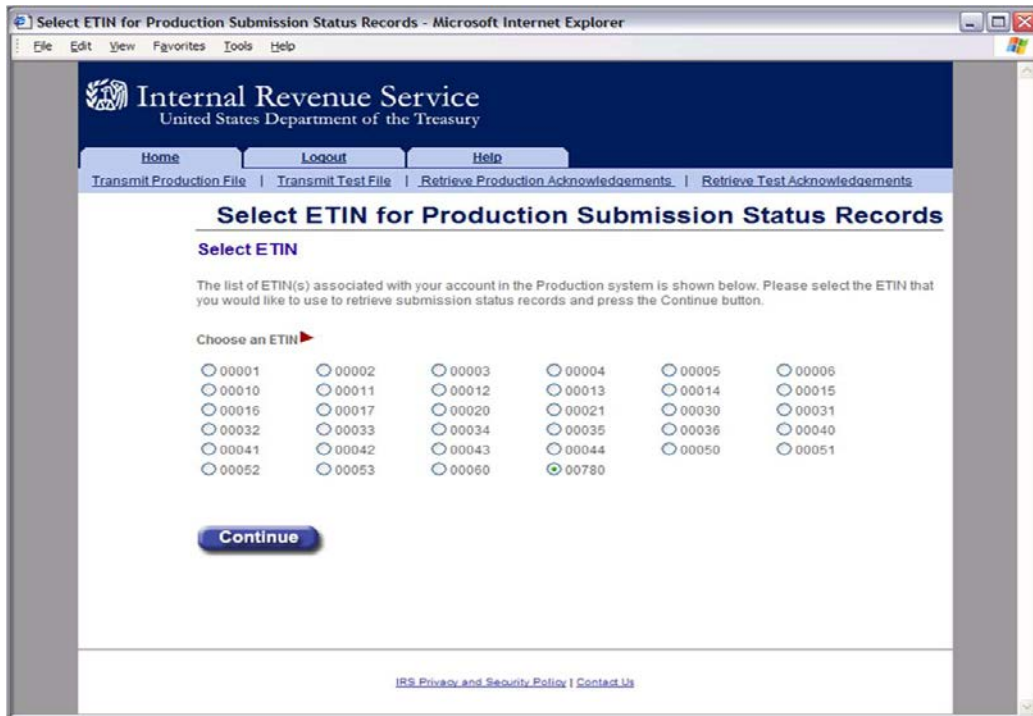 Select ETIN for Production Submission Status Records - Microsoft Internet Explorer
File Edit View Favorites Tools Help
Internal Revenue Service
United States Department of the Treasury
Home Logout Help
Transmit Production File | Transmit Test File | Retrieve Production Acknowledgements | Retrieve Test Acknowledgements
Select ETIN for Production Submission Status Records
Select ETIN
The list of ETIN(s) associated with your account in the Production system is shown below. Please select the ETIN that
you would like to use to retrieve submission status records and press the Continue button.
Choose an ETIN
00001 00002 00003 00004 00005 00006
00010 00011 00012 00013 00014 00015
00016 00017 00020 00021 00030 00031
00032 00033 00034 00035 00036 00040
00041 00042 00043 00044 00050 00051
00052 00053 00060 00780
Continue
IRS Privacy and Security Policy | Contact Us